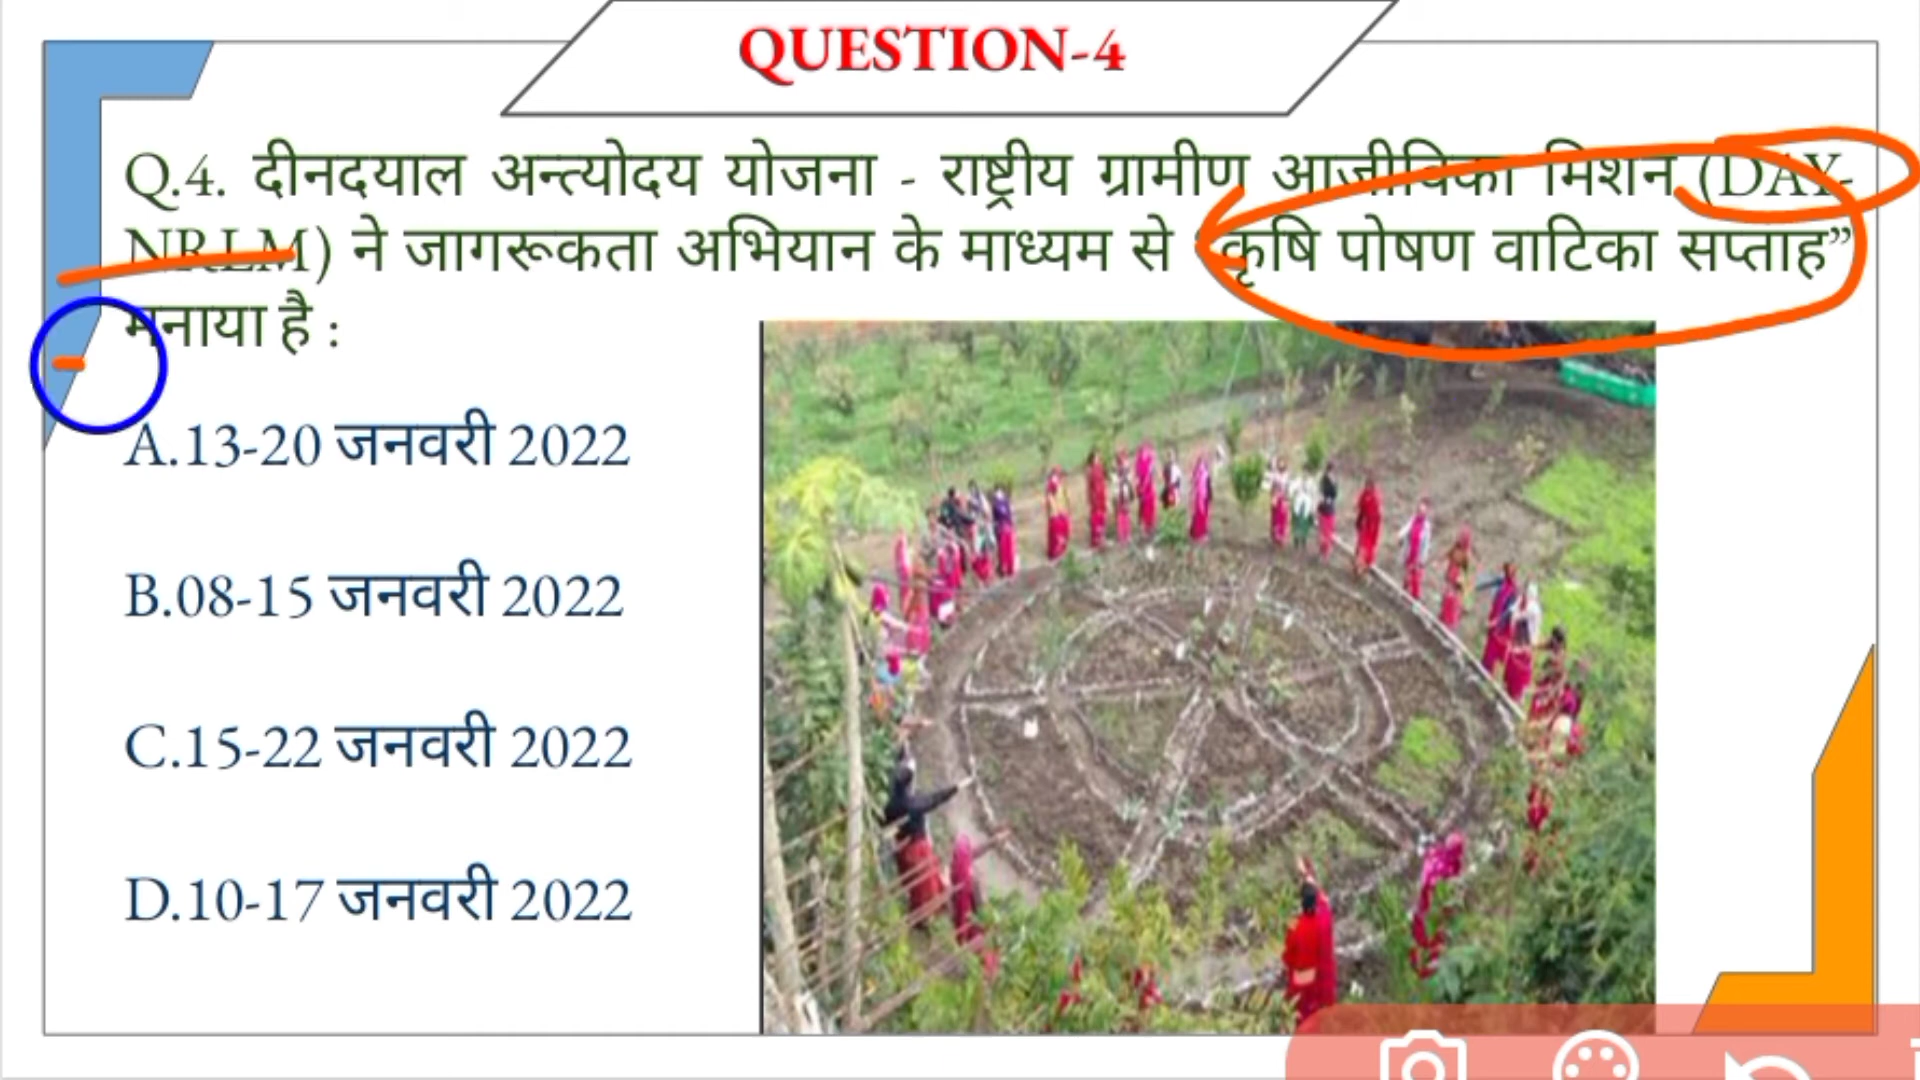 QUESTION-4
Q.4. दीनदयाल अन्त्योदय योजना - राष्ट्रीय ग्रामीण आजीविका मिशन (DAY-
NRLM) ने जागरूकता अभियान के माध्यम से “कृषि पोषण वाटिका सप्ताह”
मनाया है :
A.13-20 जनवरी 2022
B.08-15 जनवरी 2022
C.15-22 जनवरी 2022
D.10-17 जनवरी 2022